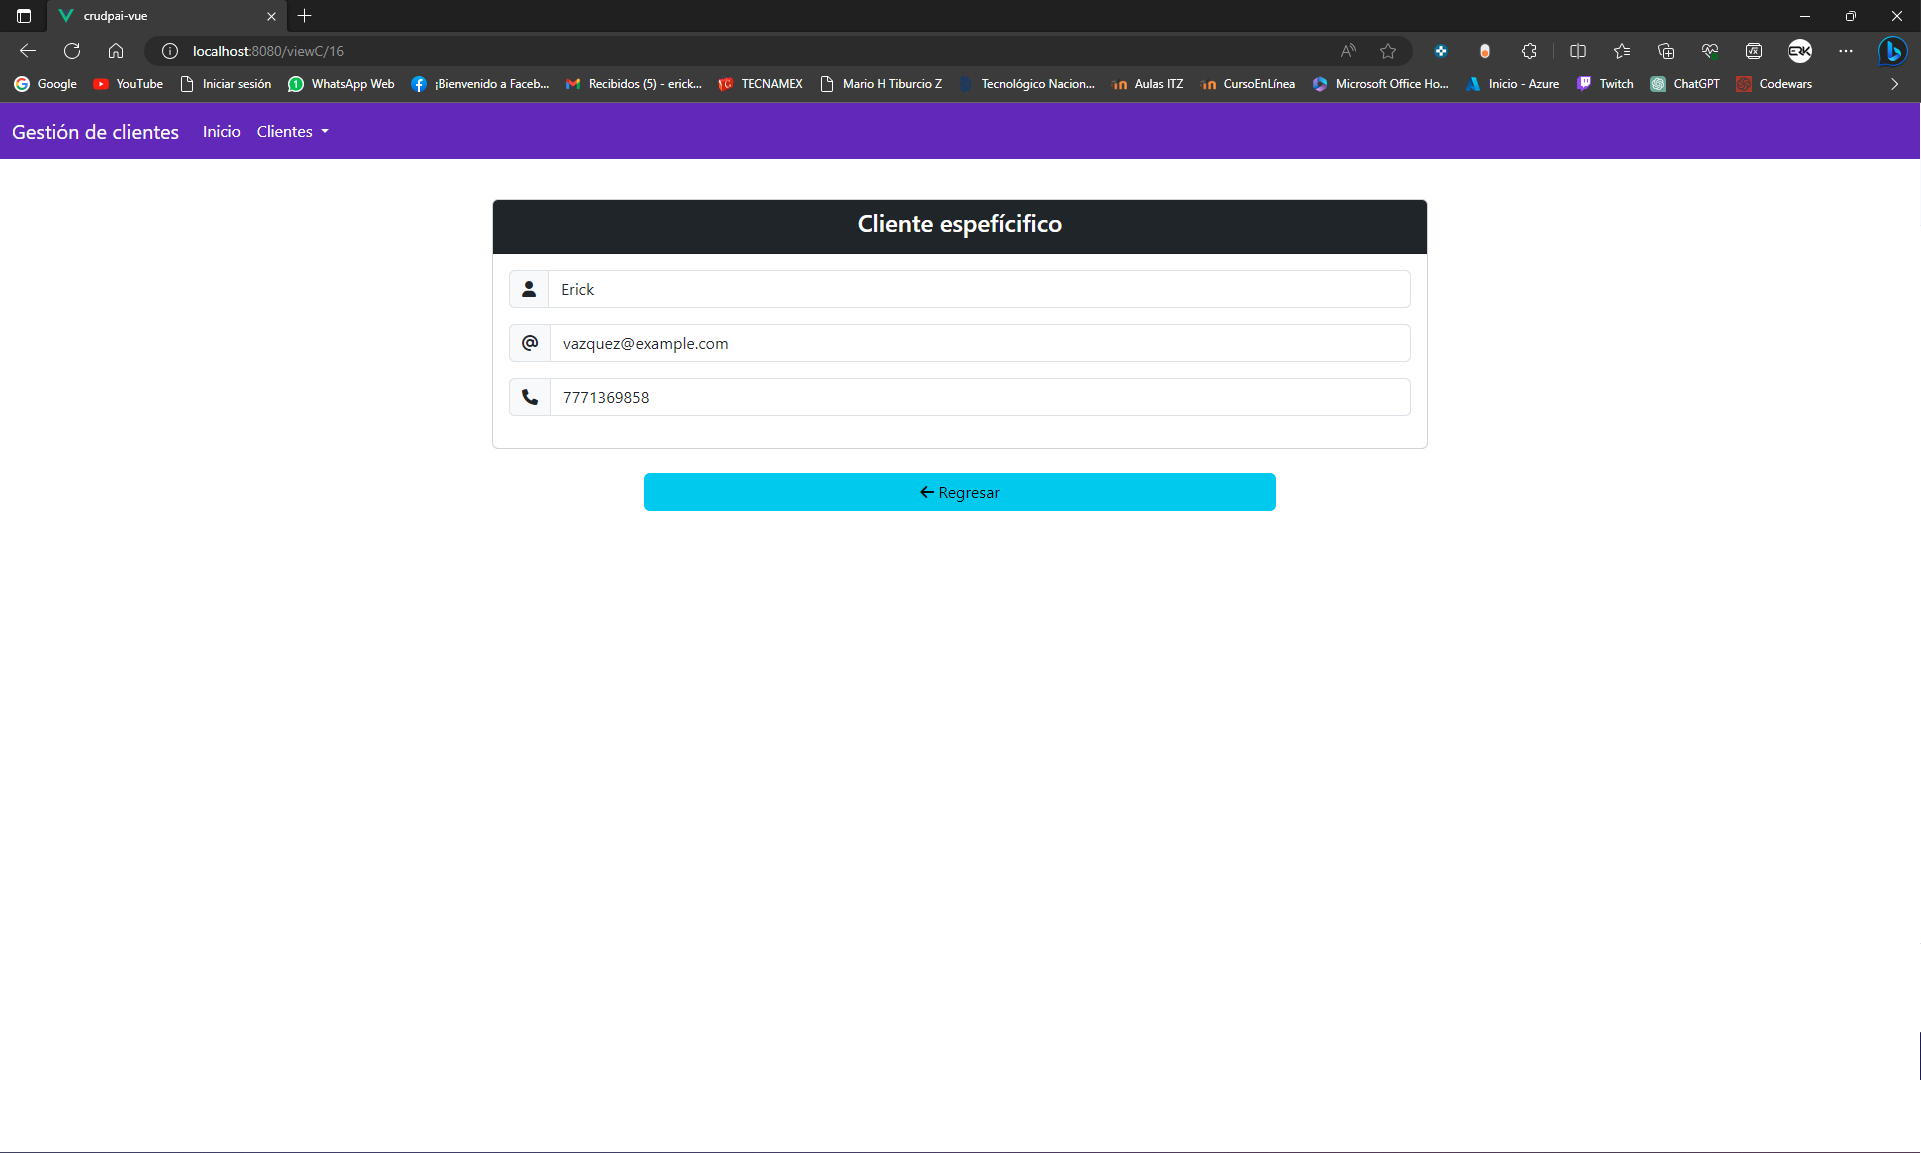 crudpai-vue
localhost:8080/viewC/16
Google YouTube Iniciar sesión WhatsApp Web ¡Bienvenido a Faceb... Recibidos (5) - erick... TECNAMEX Mario H Tiburcio Z Tecnológico Nacion... Aulas ITZ CursoEnLínea Microsoft Office Ho... Inicio - Azure Twitch ChatGPT Codewars
Gestión de clientes Inicio Clientes
Cliente espefícifico
Erick
vazquez@example.com
7771369858
Regresar